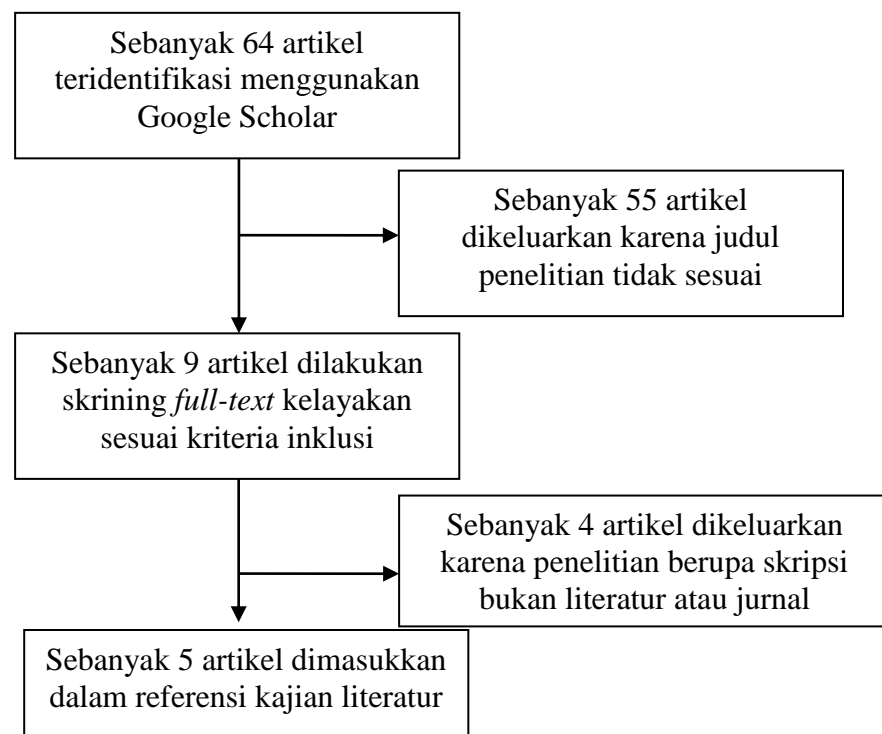 Sebanyak 64 artikel
teridentifikasi menggunakan
Google Scholar
Sebanyak 55 artikel
dikeluarkan karena judul
penelitian tidak sesuai
Sebanyak 9 artikel dilakukan
skrining full-text kelayakan
sesuai kriteria inklusi
Sebanyak 4 artikel dikeluarkan
karena penelitian berupa skripsi
bukan literatur atau jurnal
Sebanyak 5 artikel dimasukkan
dalam referensi kajian literatur